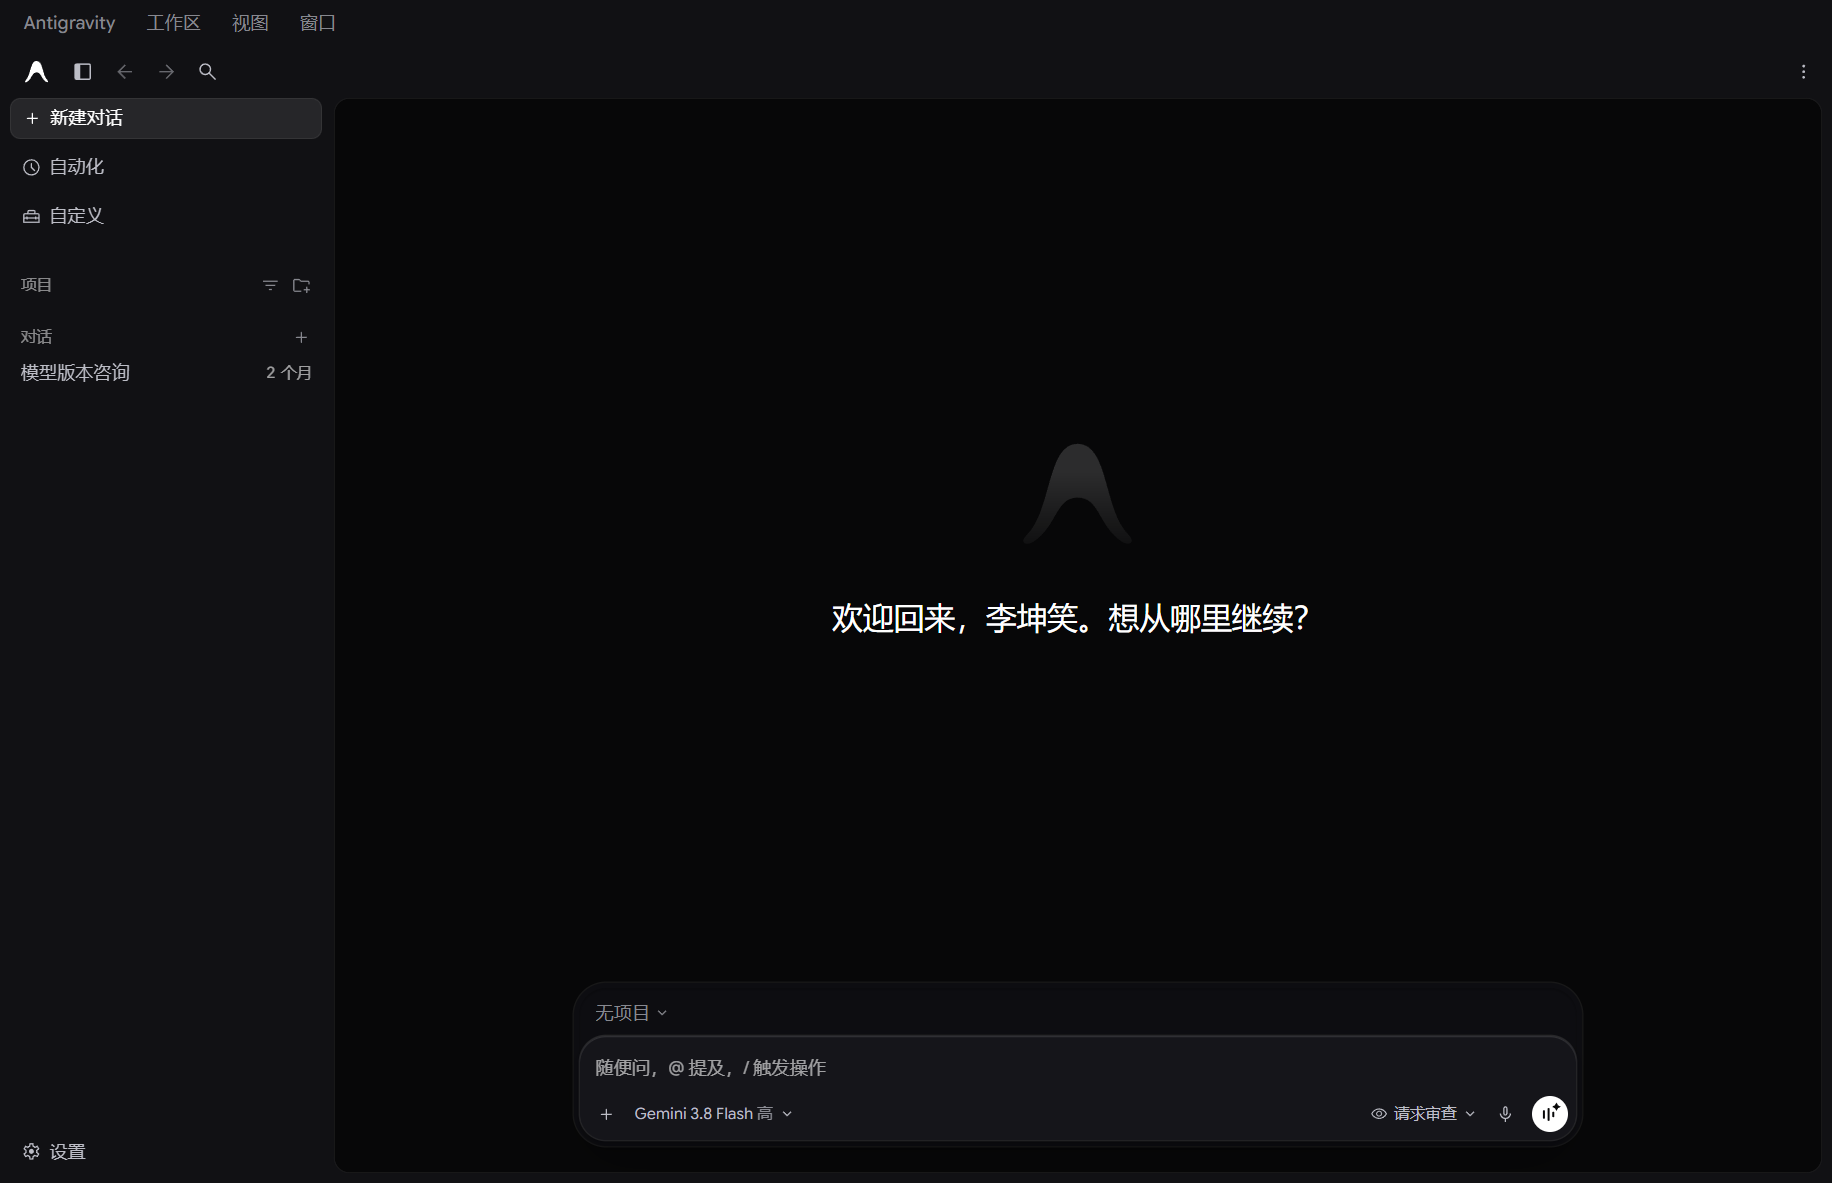 Antigravity 工作区 视图 窗口
新建对话
自动化
自定义
项目
对话
模型版本咨询 2 个月
欢迎回来，李坤笑。想从哪里继续？
无项目
随便问，@ 提及，/ 触发操作
Gemini 3.8 Flash 高 请求审查
设置